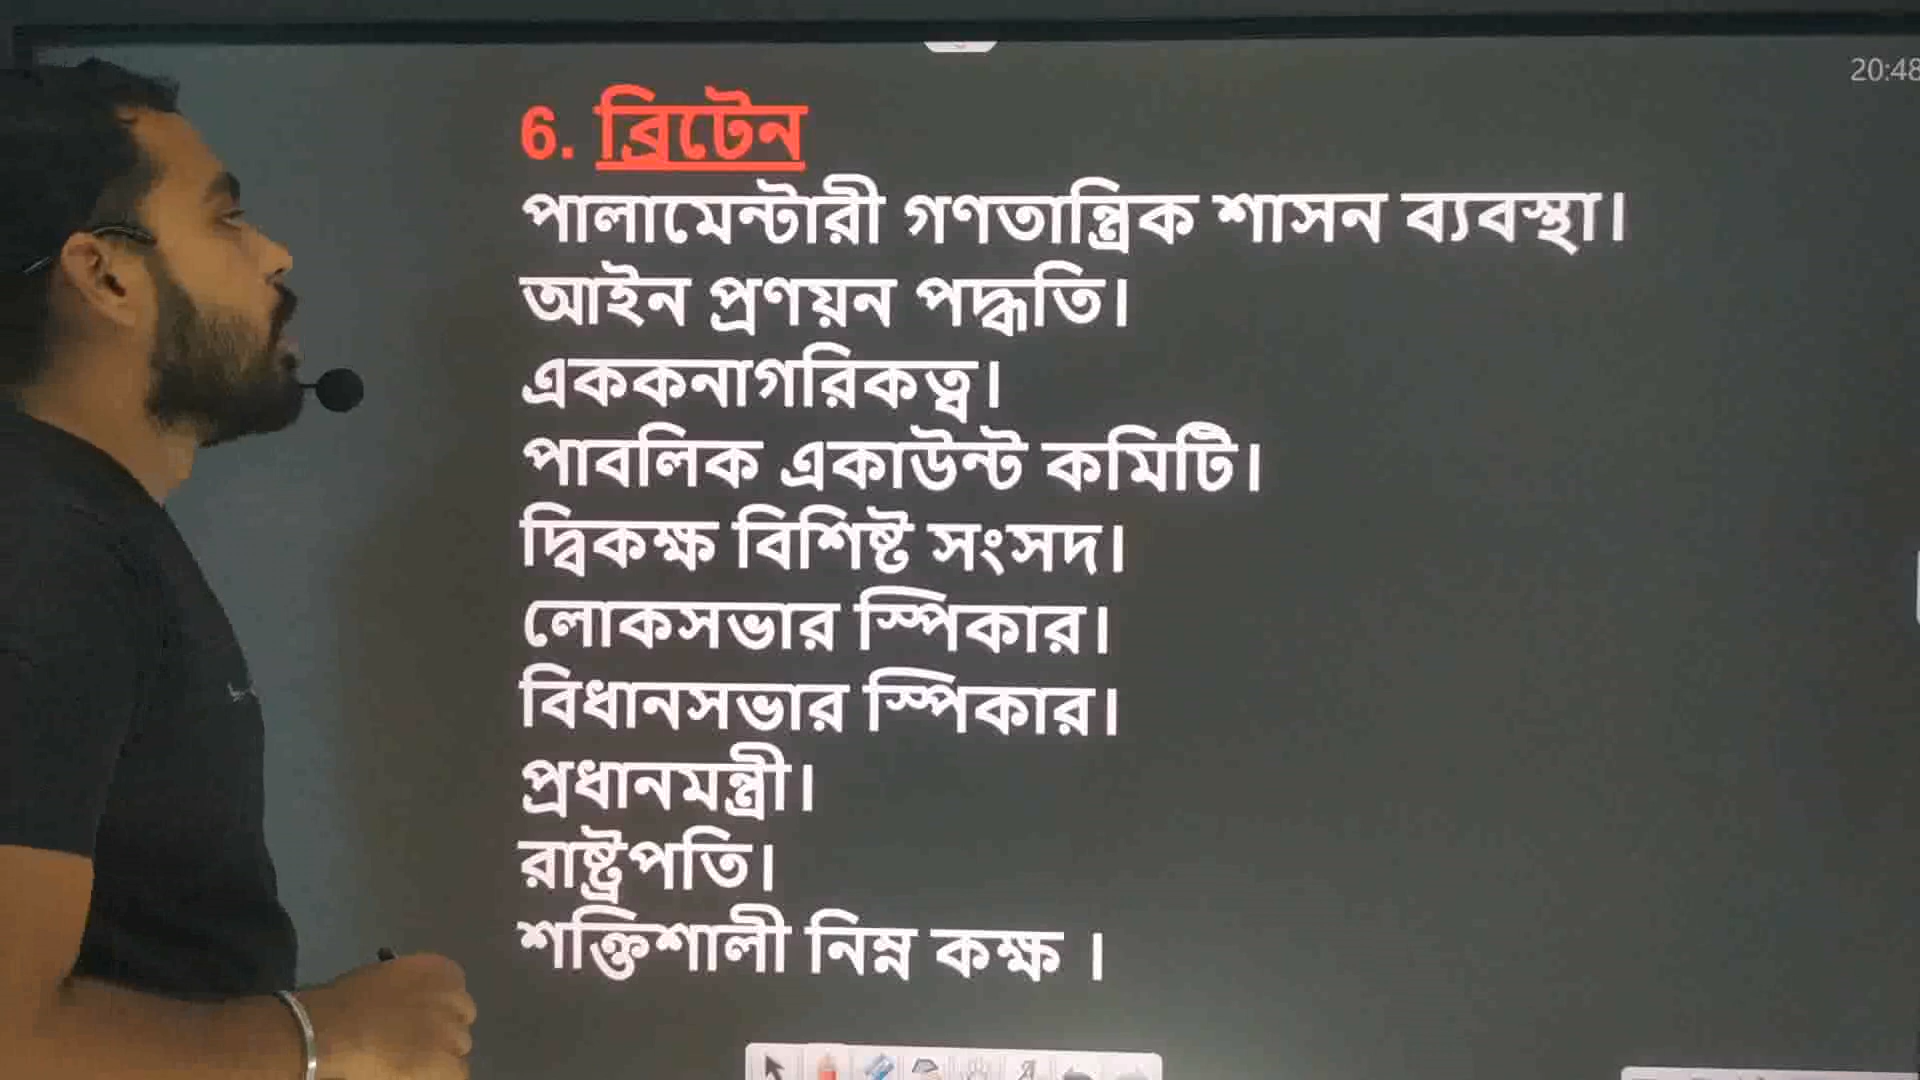 20:48
6. ব্রিটেন
পালামেন্টারী গণতান্ত্রিক শাসন ব্যবস্থা।
আইন প্রণয়ন পদ্ধতি।
এককনাগরিকত্ব।
পাবলিক একাউন্ট কমিটি।
দ্বিকক্ষ বিশিষ্ট সংসদ।
লোকসভার স্পিকার।
বিধানসভার স্পিকার।
প্রধানমন্ত্রী।
রাষ্ট্রপতি।
শক্তিশালী নিম্ন কক্ষ ।